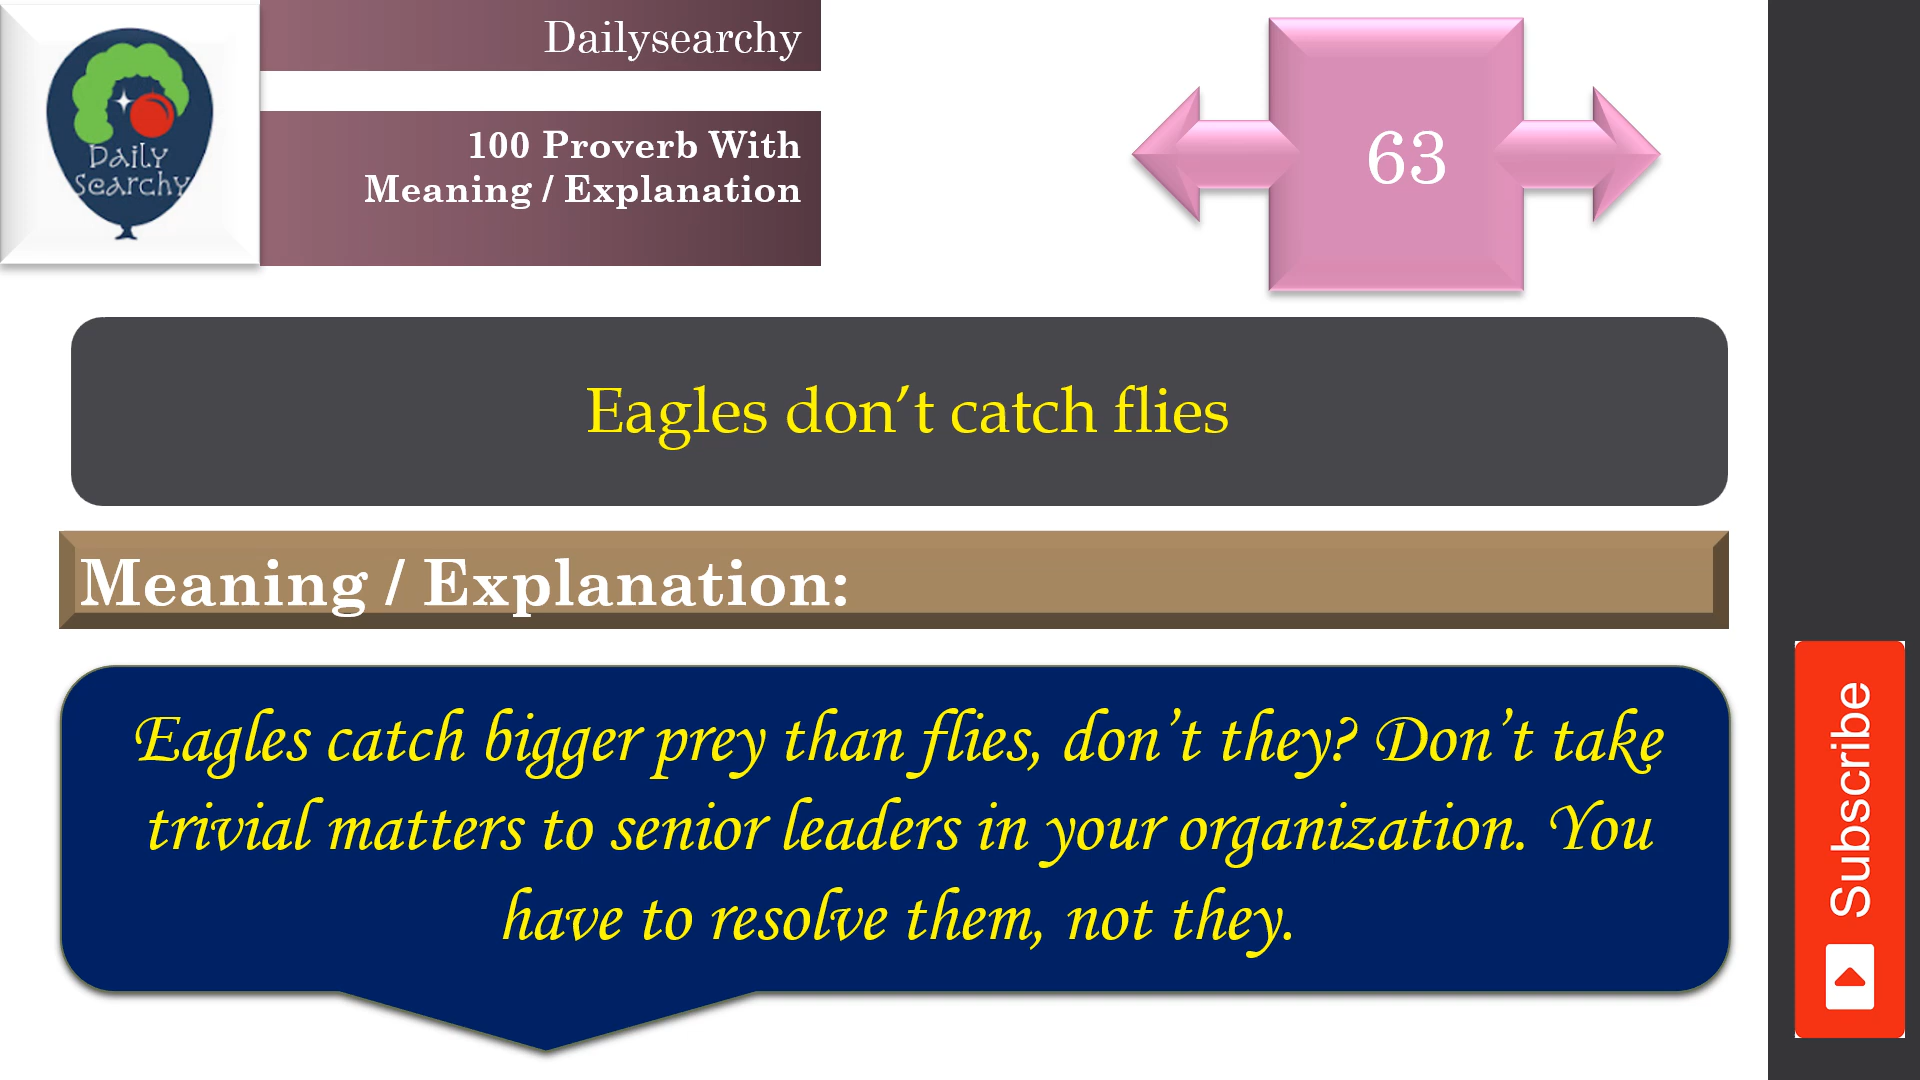 Daily
Searchy
Dailysearchy
100 Proverb With
Meaning / Explanation
63
Eagles don’t catch flies
Meaning / Explanation:
Eagles catch bigger prey than flies, don’t they? Don’t take
trivial matters to senior leaders in your organization. You
have to resolve them, not they.
Subscribe